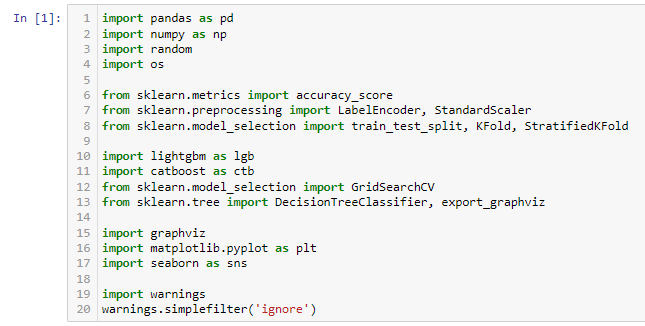 In [1]:
1 import pandas as pd
2 import numpy as np
3 import random
4 import os
5
6 from sklearn.metrics import accuracy_score
7 from sklearn.preprocessing import LabelEncoder, StandardScaler
8 from sklearn.model_selection import train_test_split, KFold, StratifiedKFold
9
10 import lightgbm as lgb
11 import catboost as ctb
12 from sklearn.model_selection import GridSearchCV
13 from sklearn.tree import DecisionTreeClassifier, export_graphviz
14
15 import graphviz
16 import matplotlib.pyplot as plt
17 import seaborn as sns
18
19 import warnings
20 warnings.simplefilter('ignore')